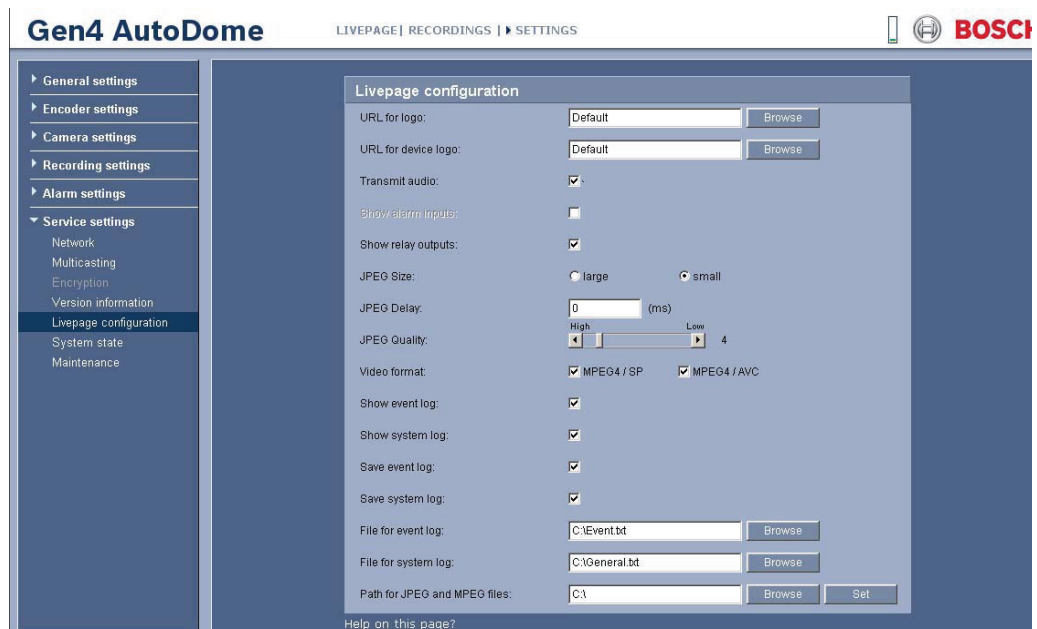 Gen4 AutoDome
LIVEPAGE| RECORDINGS | SETTINGS
BOSCH
General settings
Encoder settings
Camera settings
Recording settings
Alarm settings
Service settings
Network
Multicasting
Encryption
Version information
Livepage configuration
System state
Maintenance
Livepage configuration
URL for logo: Default Browse
URL for device logo: Default Browse
Transmit audio:
Show alarm inputs:
Show relay outputs:
JPEG Size: large small
JPEG Delay: 0 (ms)
High Low
JPEG Quality: 4
Video format: MPEG4 / SP MPEG4 / AVC
Show event log:
Show system log:
Save event log:
Save system log:
File for event log: C:\Event.txt Browse
File for system log: C:\General.txt Browse
Path for JPEG and MPEG files: C:\ Browse Set
Help on this page?